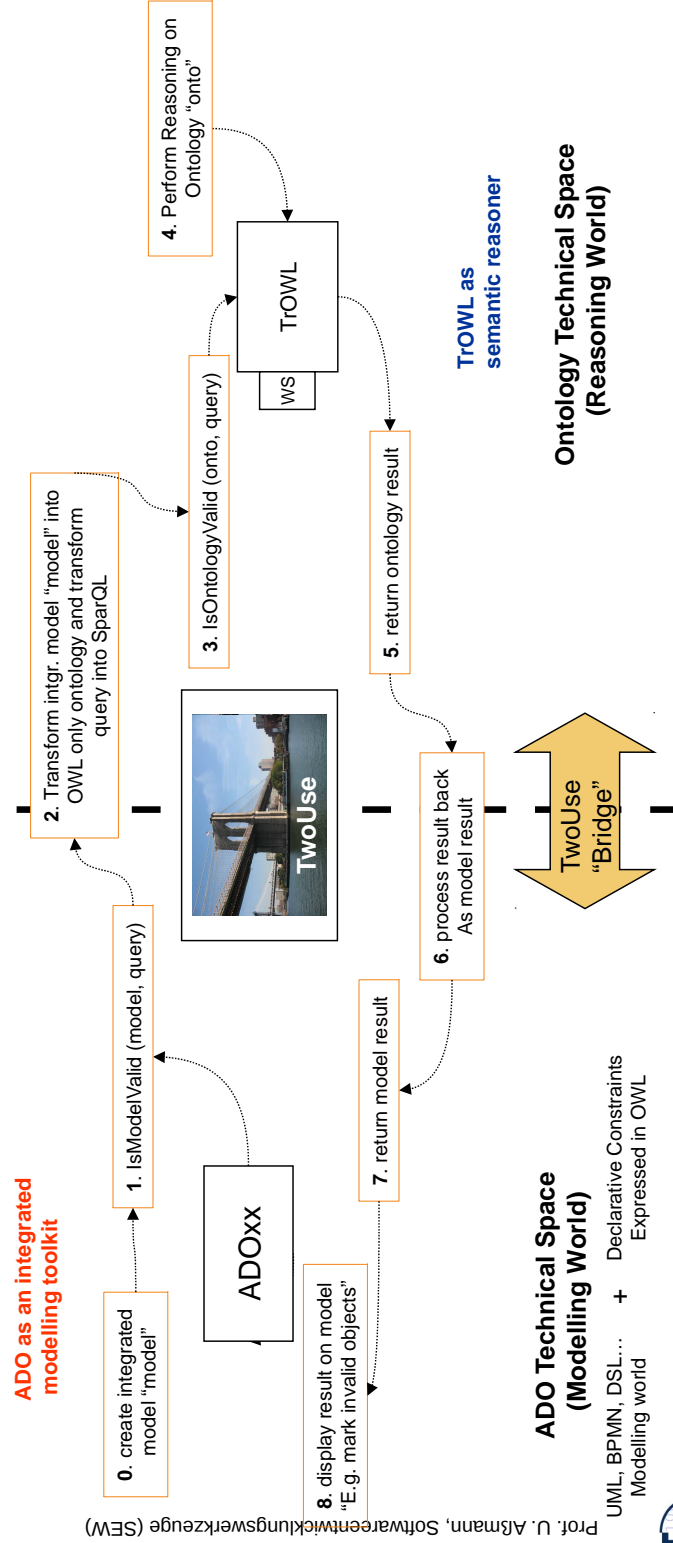 ADO as an integrated
modelling toolkit
0. create integrated
model “model”
1. IsModelValid (model, query)
2. Transform intgr. model “model” into
OWL only ontology and transform
query into SparQL
3. IsOntologyValid (onto, query)
4. Perform Reasoning on
Ontology “onto”
ADOxx
TwoUse
WS
TrOWL
TrOWL as
semantic reasoner
5. return ontology result
6. process result back
As model result
7. return model result
8. display result on model
“E.g. mark invalid objects”
ADO Technical Space
(Modelling World)
UML, BPMN, DSL…
Modelling world
+
Declarative Constraints
Expressed in OWL
TwoUse
“Bridge”
Ontology Technical Space
(Reasoning World)
Prof. U. Aßmann, Softwareentwicklungswerkzeuge (SEW)